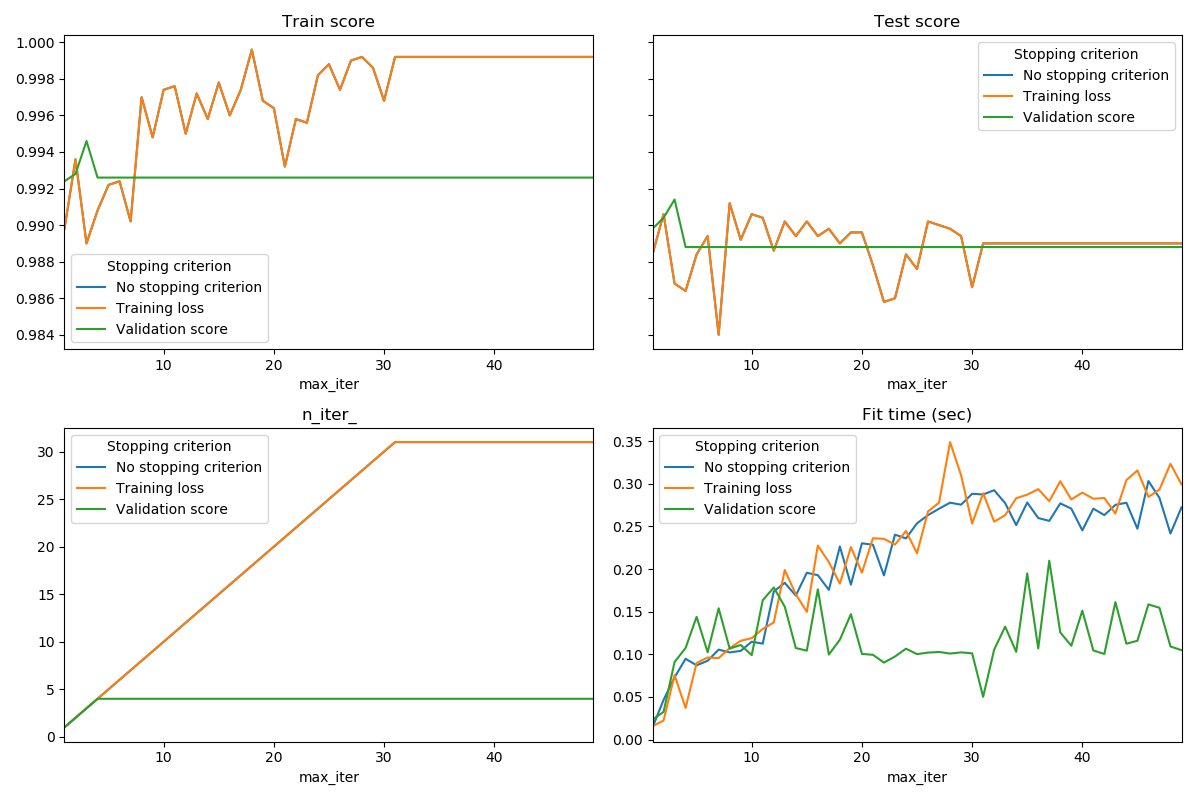 Train score
1.000
0.998
0.996
0.994
0.992
0.990
0.988
0.986
0.984
Stopping criterion
No stopping criterion
Training loss
Validation score
10 20 30 40
max_iter
Test score
Stopping criterion
No stopping criterion
Training loss
Validation score
10 20 30 40
max_iter
n_iter_
30
25
20
15
10
5
0
Stopping criterion
No stopping criterion
Training loss
Validation score
10 20 30 40
max_iter
Fit time (sec)
0.35
0.30
0.25
0.20
0.15
0.10
0.05
0.00
Stopping criterion
No stopping criterion
Training loss
Validation score
10 20 30 40
max_iter